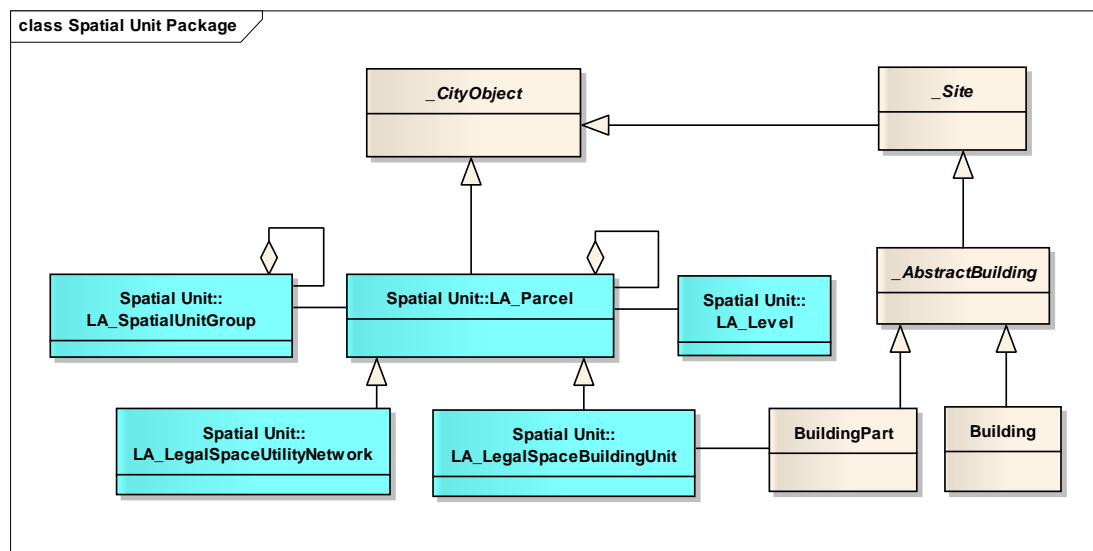 class Spatial Unit Package
_CityObject
_Site
_AbstractBuilding
Spatial Unit::
LA_SpatialUnitGroup
Spatial Unit::LA_Parcel
Spatial Unit::
LA_Level
Spatial Unit::
LA_LegalSpaceUtilityNetwork
Spatial Unit::
LA_LegalSpaceBuildingUnit
BuildingPart
Building